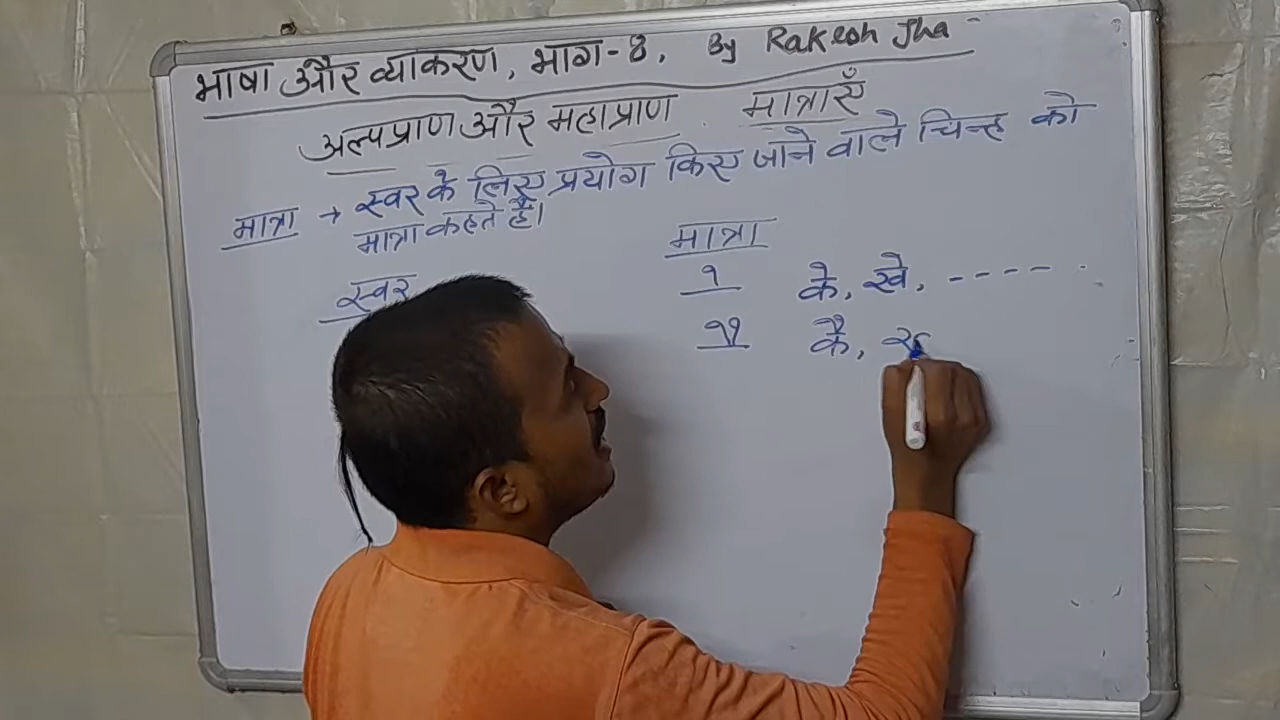 भाषा और व्याकरण, भाग-8, By Rakesh Jha
अल्पप्राण और महाप्राण . मात्राएँ
मात्रा → स्वर के लिए प्रयोग किए जाने वाले चिन्ह को
मात्रा कहते हैं।
स्वर मात्रा
े के, खे, ----
ै कै,